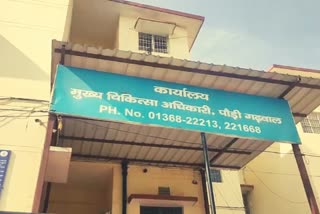 कार्यालय
मुख्य चिकित्सा अधिकारी, पौड़ी गढ़वाल
PH. No. 01368-22213, 221668